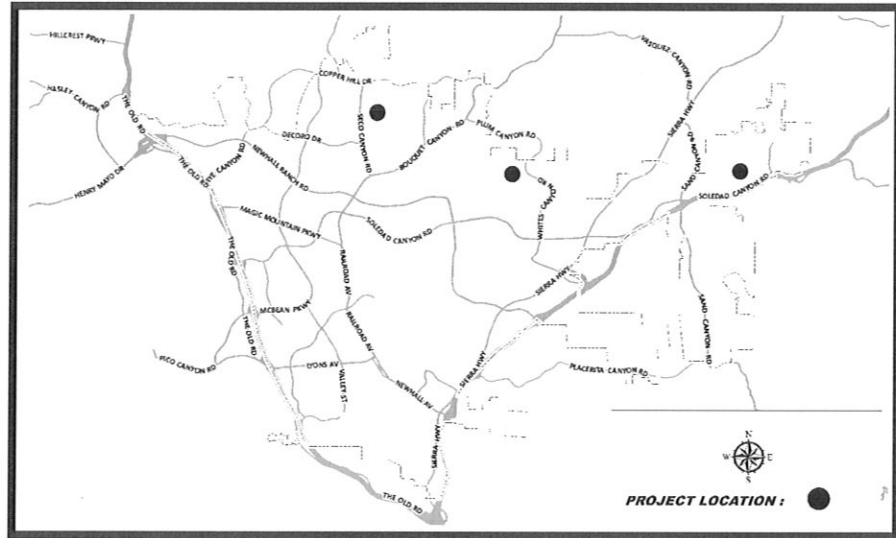 HILLCREST PKWY
HASLEY CANYON RD
THE OLD RD
HENRY MAYO DR
THE OLD RD
RYE CANYON RD
COPPER HILL DR
DECORO DR
SECO CANYON RD
NEWHALL RANCH RD
BOUQUET CANYON RD
PLUM CANYON RD
WHITES CANYON RD
VASQUEZ CANYON RD
SIERRA HWY
SAND CANYON RD
SOLEDAD CANYON RD
MAGIC MOUNTAIN PKWY
SOLEDAD CANYON RD
THE OLD RD
RAILROAD AV
MCBEAN PKWY
THE OLD RD
RAILROAD AV
SIERRA HWY
SAND CANYON RD
PICO CANYON RD
LYONS AV
VALLEY ST
NEWHALL AV
SIERRA HWY
PLACERITA CANYON RD
SIERRA HWY
THE OLD RD
N
W E
S
PROJECT LOCATION :